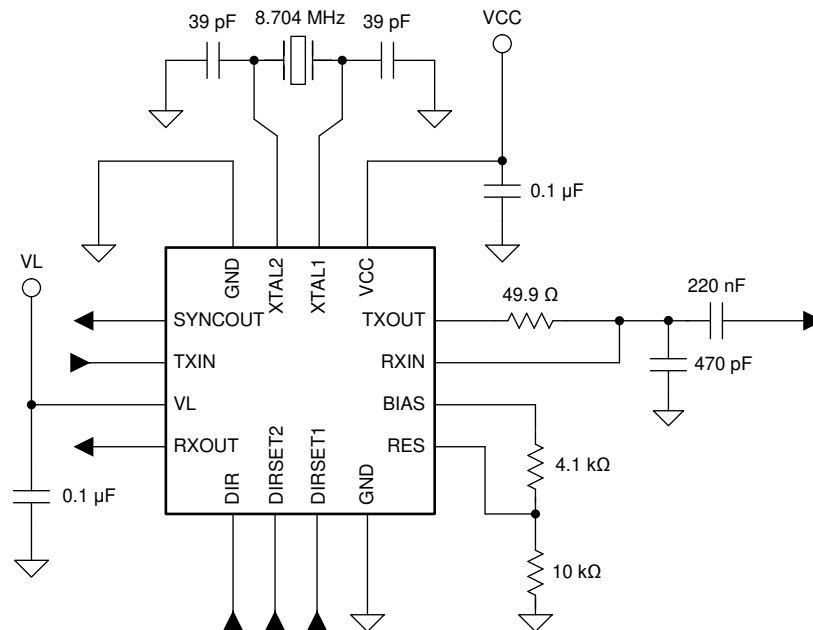 39 pF
8.704 MHz
39 pF
VCC
0.1 µF
VL
GND
XTAL2
XTAL1
VCC
SYNCOUT
TXIN
VL
RXOUT
TXOUT
RXIN
BIAS
RES
DIR
DIRSET2
DIRSET1
GND
49.9 Ω
220 nF
470 pF
4.1 kΩ
10 kΩ
0.1 µF